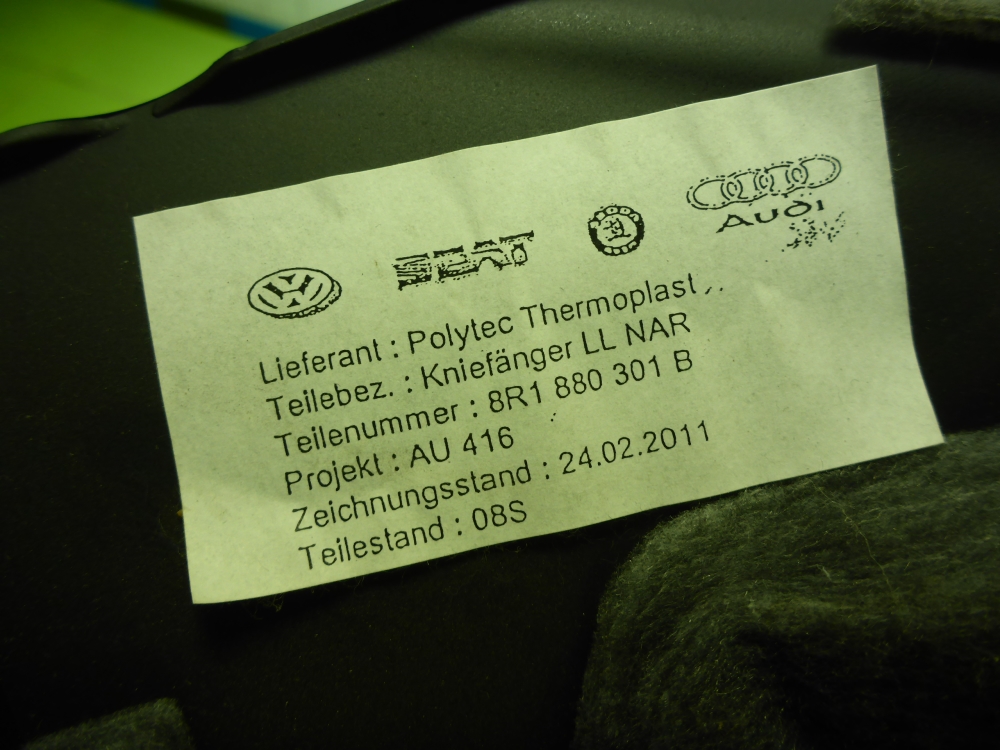 SEAT
AUDI
Lieferant : Polytec Thermoplast
Teilebez. : Kniefänger LL NAR
Teilenummer : 8R1 880 301 B
Projekt : AU 416
Zeichnungsstand : 24.02.2011
Teilestand : 08S